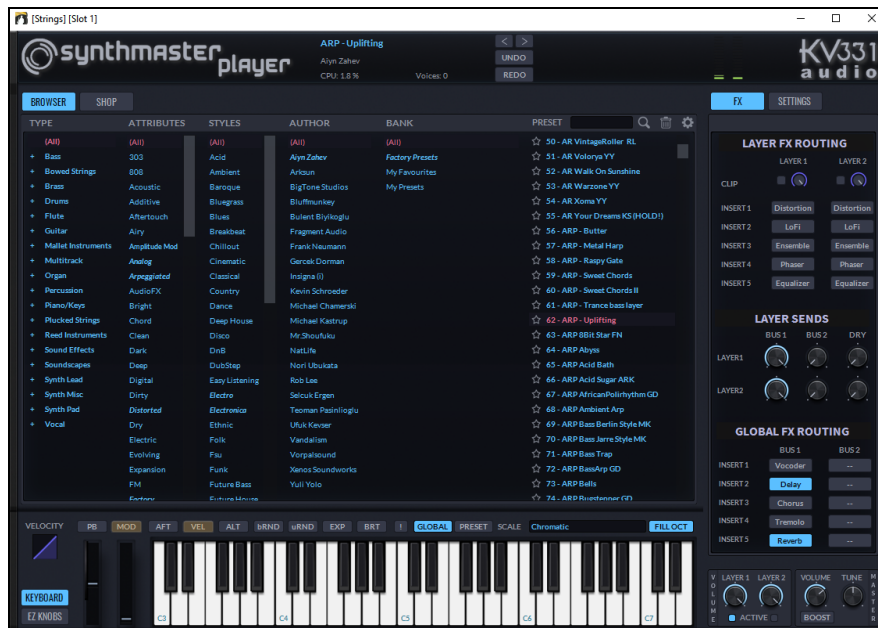 [Strings] [Slot 1]
synthmaster player
ARP - Uplifting
Aiyn Zahev
CPU: 1.8 %
Voices: 0
< >
UNDO
REDO
KV331 audio
BROWSER
SHOP
FX
SETTINGS
TYPE
(All)
+ Bass
+ Bowed Strings
+ Brass
+ Drums
+ Flute
+ Guitar
+ Mallet Instruments
+ Multitrack
+ Organ
+ Percussion
+ Piano/Keys
+ Plucked Strings
+ Reed Instruments
+ Sound Effects
+ Soundscapes
+ Synth Lead
+ Synth Misc
+ Synth Pad
+ Vocal
ATTRIBUTES
(All)
303
808
Acoustic
Additive
Aftertouch
Airy
Amplitude Mod
Analog
Arpeggiated
AudioFX
Bright
Chord
Clean
Dark
Deep
Digital
Dirty
Distorted
Dry
Electric
Evolving
Expansion
FM
Factory
STYLES
(All)
Acid
Ambient
Baroque
Bluegrass
Blues
Breakbeat
Chillout
Cinematic
Classical
Country
Dance
Deep House
Disco
DnB
DubStep
Easy Listening
Electro
Electronica
Ethnic
Folk
Fsu
Funk
Future Bass
Future House
AUTHOR
(All)
Aiyn Zahev
Arksun
BigTone Studios
Bluffmunkey
Bulent Biyikoglu
Fragment Audio
Frank Neumann
Gercek Dorman
Insigna (i)
Kevin Schroeder
Michael Chamerski
Michael Kastrup
Mr.Shoufuku
NatLife
Nori Ubukata
Rob Lee
Selcuk Ergen
Teoman Pasinlioglu
Ufuk Kevser
Vandalism
Vorpalsound
Xenos Soundworks
Yuli Yolo
BANK
(All)
Factory Presets
My Favourites
My Presets
PRESET
50 - AR VintageRoller RL
51 - AR Volorya YY
52 - AR Walk On Sunshine
53 - AR Warzone YY
54 - AR Xoma YY
55 - AR Your Dreams KS (HOLD!)
56 - ARP - Butter
57 - ARP - Metal Harp
58 - ARP - Raspy Gate
59 - ARP - Sweet Chords
60 - ARP - Sweet Chords II
61 - ARP - Trance bass layer
62 - ARP - Uplifting
63 - ARP 8Bit Star FN
64 - ARP Abyss
65 - ARP Acid Bath
66 - ARP Acid Sugar ARK
67 - ARP AfricanPolirhythm GD
68 - ARP Ambient Arp
69 - ARP Bass Berlin Style MK
70 - ARP Bass Jarre Style MK
71 - ARP Bass Trap
72 - ARP BassArp GD
73 - ARP Bells
74 - ARP Bugstepper GD
LAYER FX ROUTING
LAYER 1 LAYER 2
CLIP
INSERT 1 Distortion Distortion
INSERT 2 LoFi LoFi
INSERT 3 Ensemble Ensemble
INSERT 4 Phaser Phaser
INSERT 5 Equalizer Equalizer
LAYER SENDS
BUS 1 BUS 2 DRY
LAYER1
LAYER2
GLOBAL FX ROUTING
BUS 1 BUS 2
INSERT 1 Vocoder --
INSERT 2 Delay --
INSERT 3 Chorus --
INSERT 4 Tremolo --
INSERT 5 Reverb --
VELOCITY PB MOD AFT VEL ALT bRND uRND EXP BRT ! GLOBAL PRESET SCALE Chromatic FILL OCT
KEYBOARD
EZ KNOBS
C3 C4 C5 C6 C7
VOLUME
LAYER 1 LAYER 2
ACTIVE
VOLUME TUNE
BOOST
MASTER